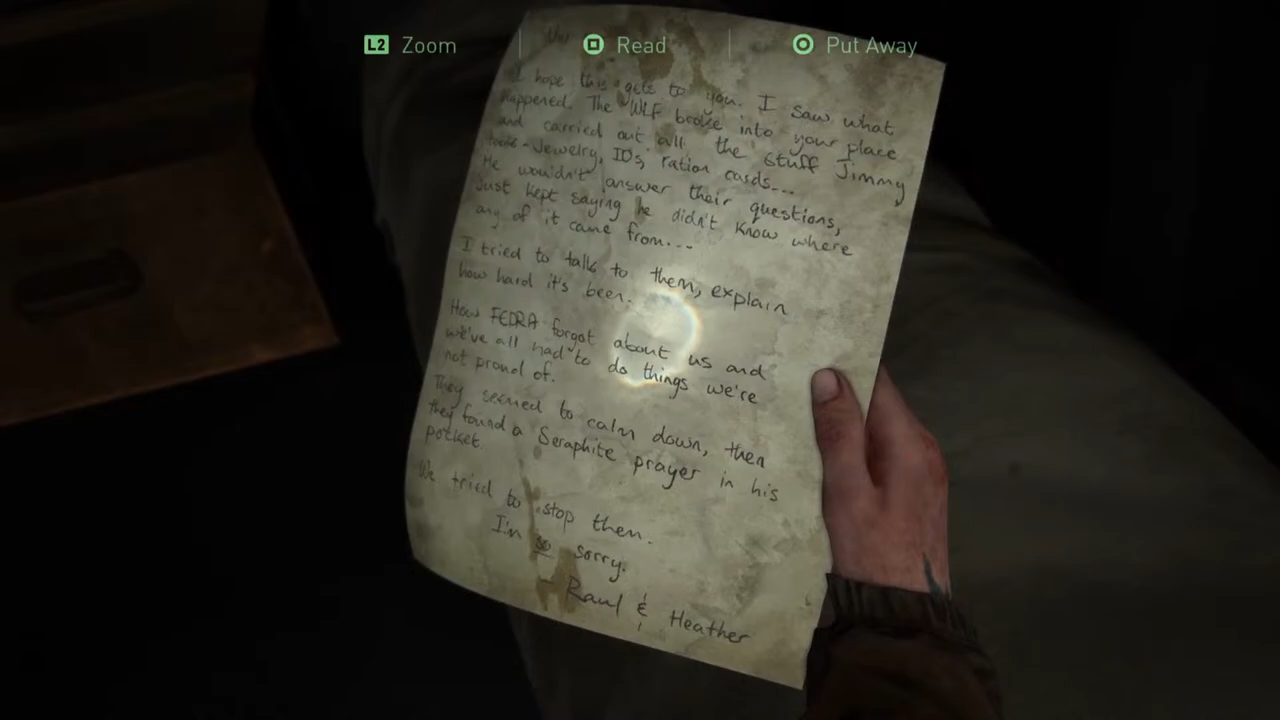 L2 Zoom
Read
Put Away
I hope this gets to you. I saw what
happened. The WLF broke into your place
and carried out all the stuff Jimmy
took - Jewelry, IDs, ration cards...
He wouldn't answer their questions,
just kept saying he didn't know where
any of it came from...
I tried to talk to them, explain
how hard it's been.
How FEDRA forgot about us and
we've all had to do things we're
not proud of.
They seemed to calm down, then
they found a Seraphite prayer in his
pocket.
We tried to stop them.
I'm so sorry.
- Raul & Heather